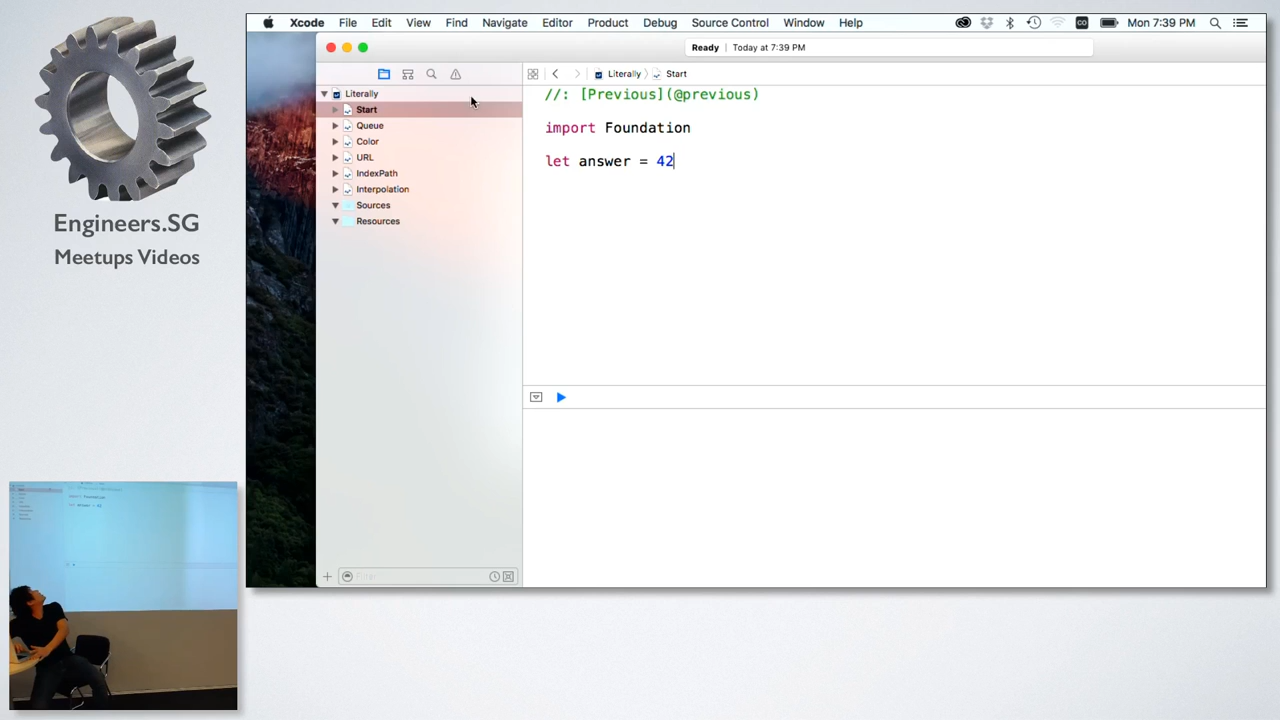 Engineers.SG
Meetups Videos
Xcode File Edit View Find Navigate Editor Product Debug Source Control Window Help Mon 7:39 PM
Ready | Today at 7:39 PM
Literally
Start
Queue
Color
URL
IndexPath
Interpolation
Sources
Resources
Filter
Literally Start
//: [Previous](@previous)
import Foundation
let answer = 42